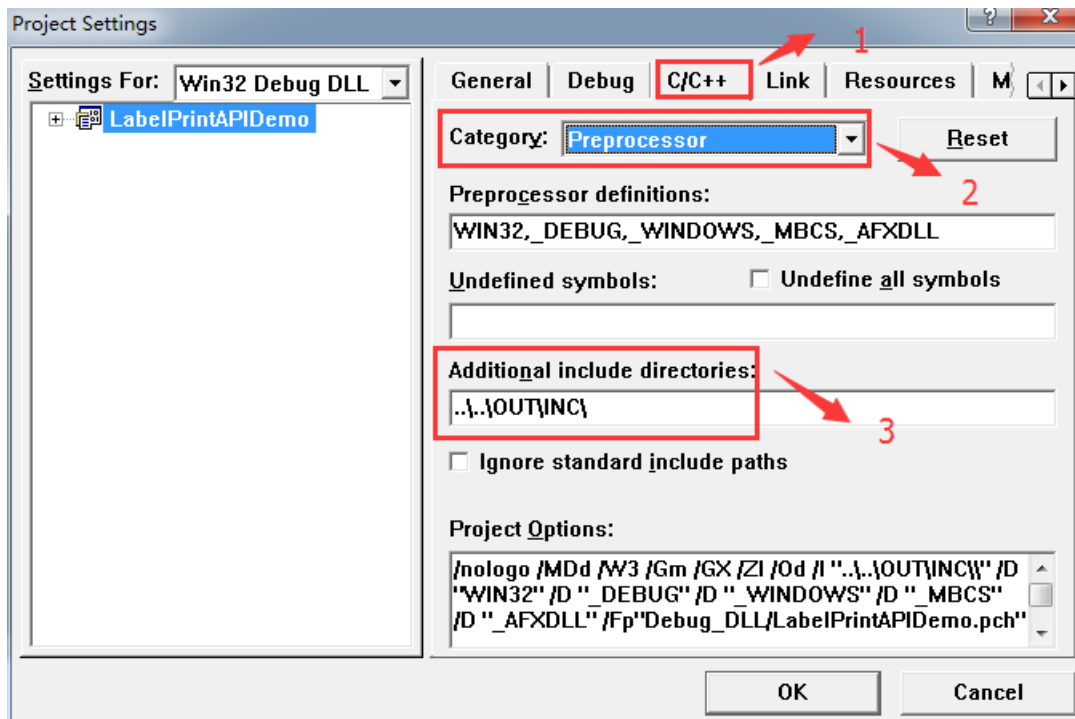 Project Settings
?
X
1
Settings For: Win32 Debug DLL
General Debug C/C++ Link Resources M
LabelPrintAPIDemo
Category: Preprocessor
Reset
2
Preprocessor definitions:
WIN32,_DEBUG,_WINDOWS,_MBCS,_AFXDLL
Undefined symbols:
Undefine all symbols
Additional include directories:
..\..\OUT\INC\
3
Ignore standard include paths
Project Options:
/nologo /MDd /W3 /Gm /GX /ZI /Od /I "..\..\OUT\INC\\" /D
"WIN32" /D "_DEBUG" /D "_WINDOWS" /D "_MBCS"
/D "_AFXDLL" /Fp"Debug_DLL/LabelPrintAPIDemo.pch"
OK
Cancel